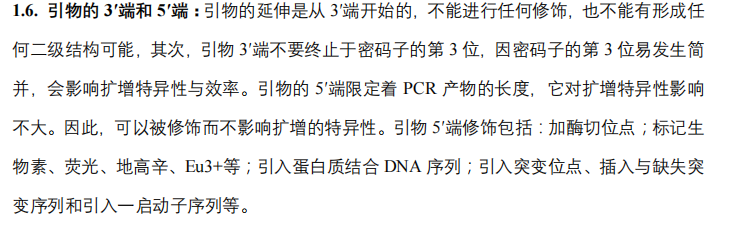 1.6. 引物的 3′端和 5′端：引物的延伸是从 3′端开始的，不能进行任何修饰，也不能有形成任
何二级结构可能，其次，引物 3′端不要终止于密码子的第 3 位，因密码子的第 3 位易发生简
并，会影响扩增特异性与效率。引物的 5′端限定着 PCR 产物的长度，它对扩增特异性影响
不大。因此，可以被修饰而不影响扩增的特异性。引物 5′端修饰包括：加酶切位点；标记生
物素、荧光、地高辛、Eu3+等；引入蛋白质结合 DNA 序列；引入突变位点、插入与缺失突
变序列和引入一启动子序列等。